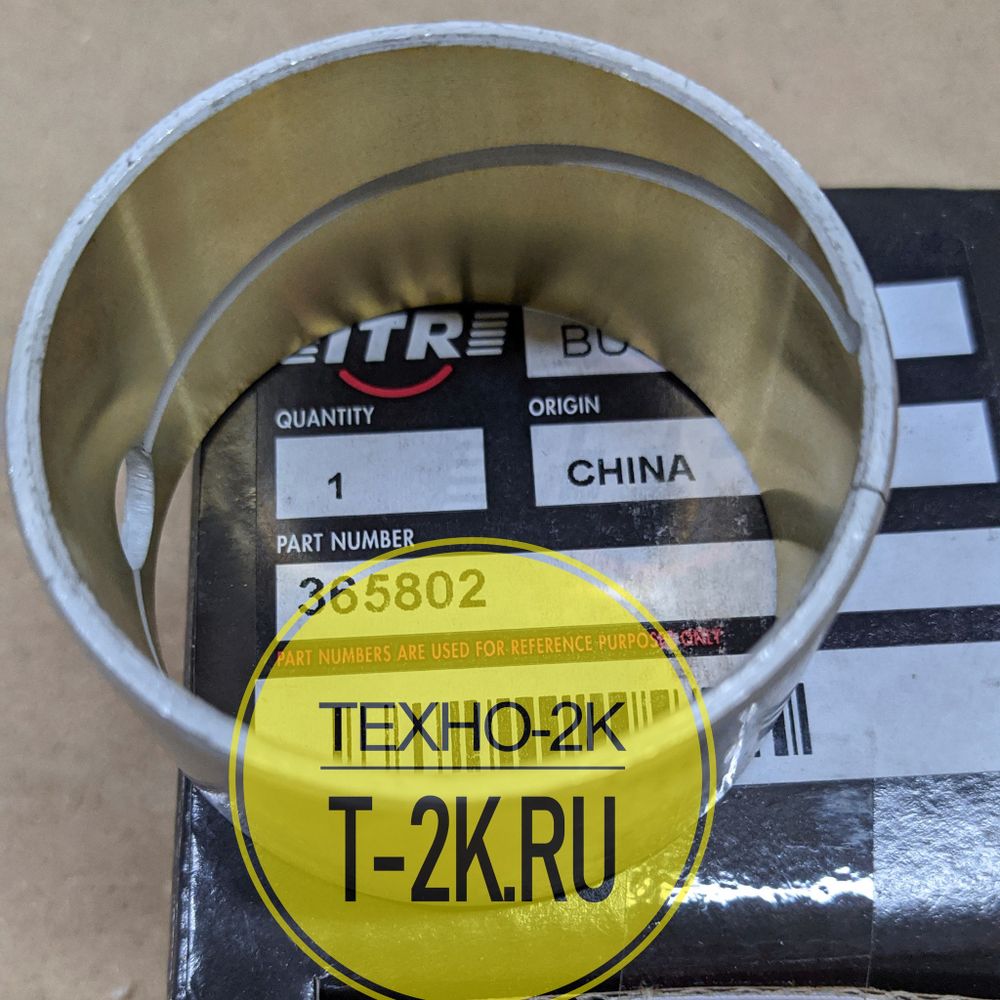 ITR
BU
QUANTITY
ORIGIN
1
CHINA
PART NUMBER
365802
PART NUMBERS ARE USED FOR REFERENCE PURPOSES ONLY
ТЕХНО-2К
T-2K.RU